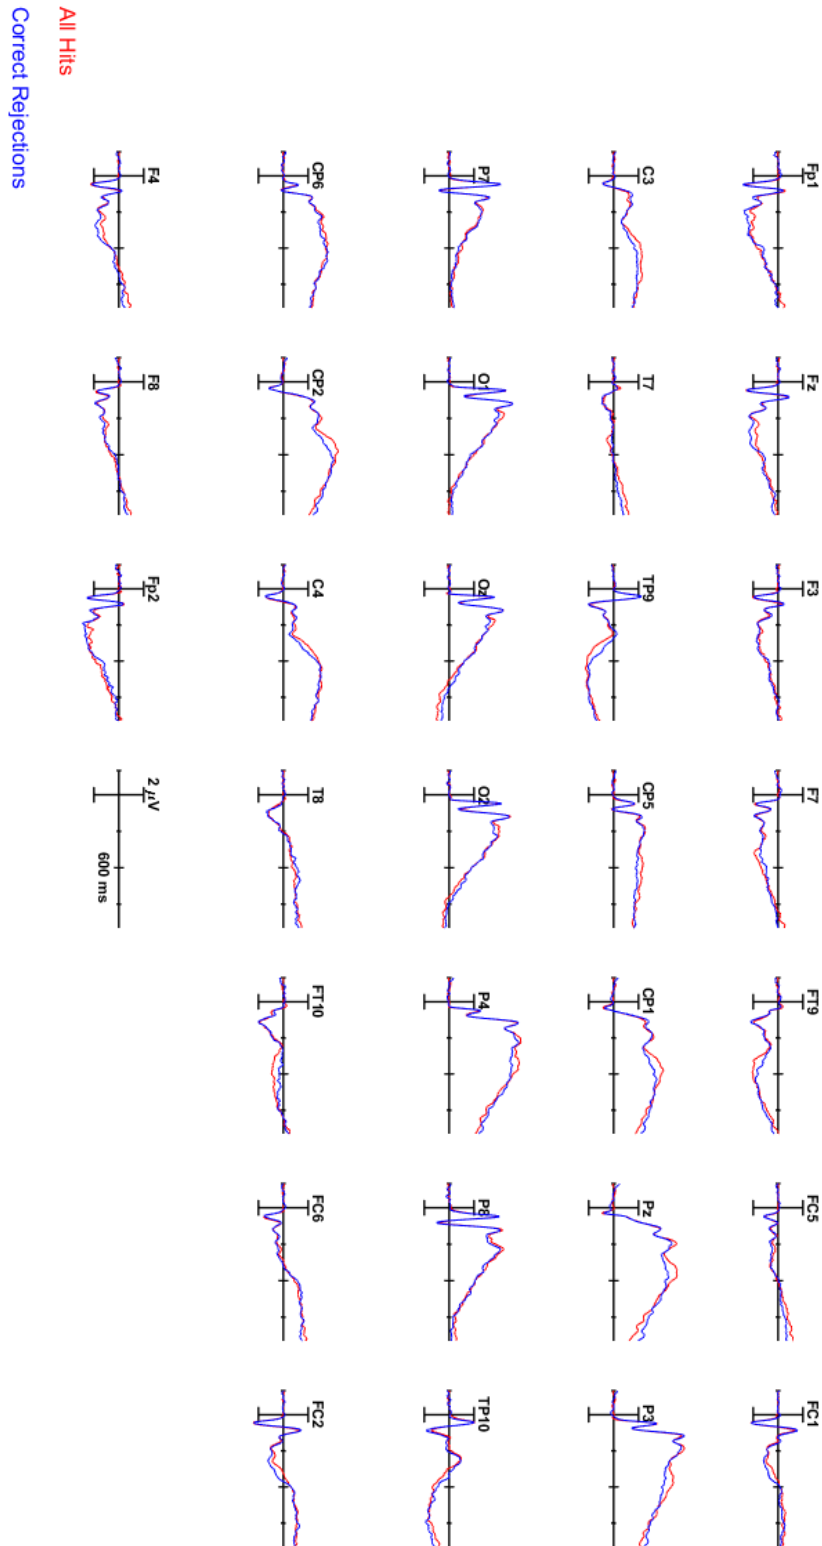 Fp1
Fz
F3
F7
FT9
FC5
FC1
C3
T7
TP9
CP5
CP1
Pz
P3
P7
O1
Oz
O2
P4
P8
TP10
CP6
CP2
C4
T8
FT10
FC6
FC2
F4
F8
Fp2
2 μV
600 ms
All Hits
Correct Rejections